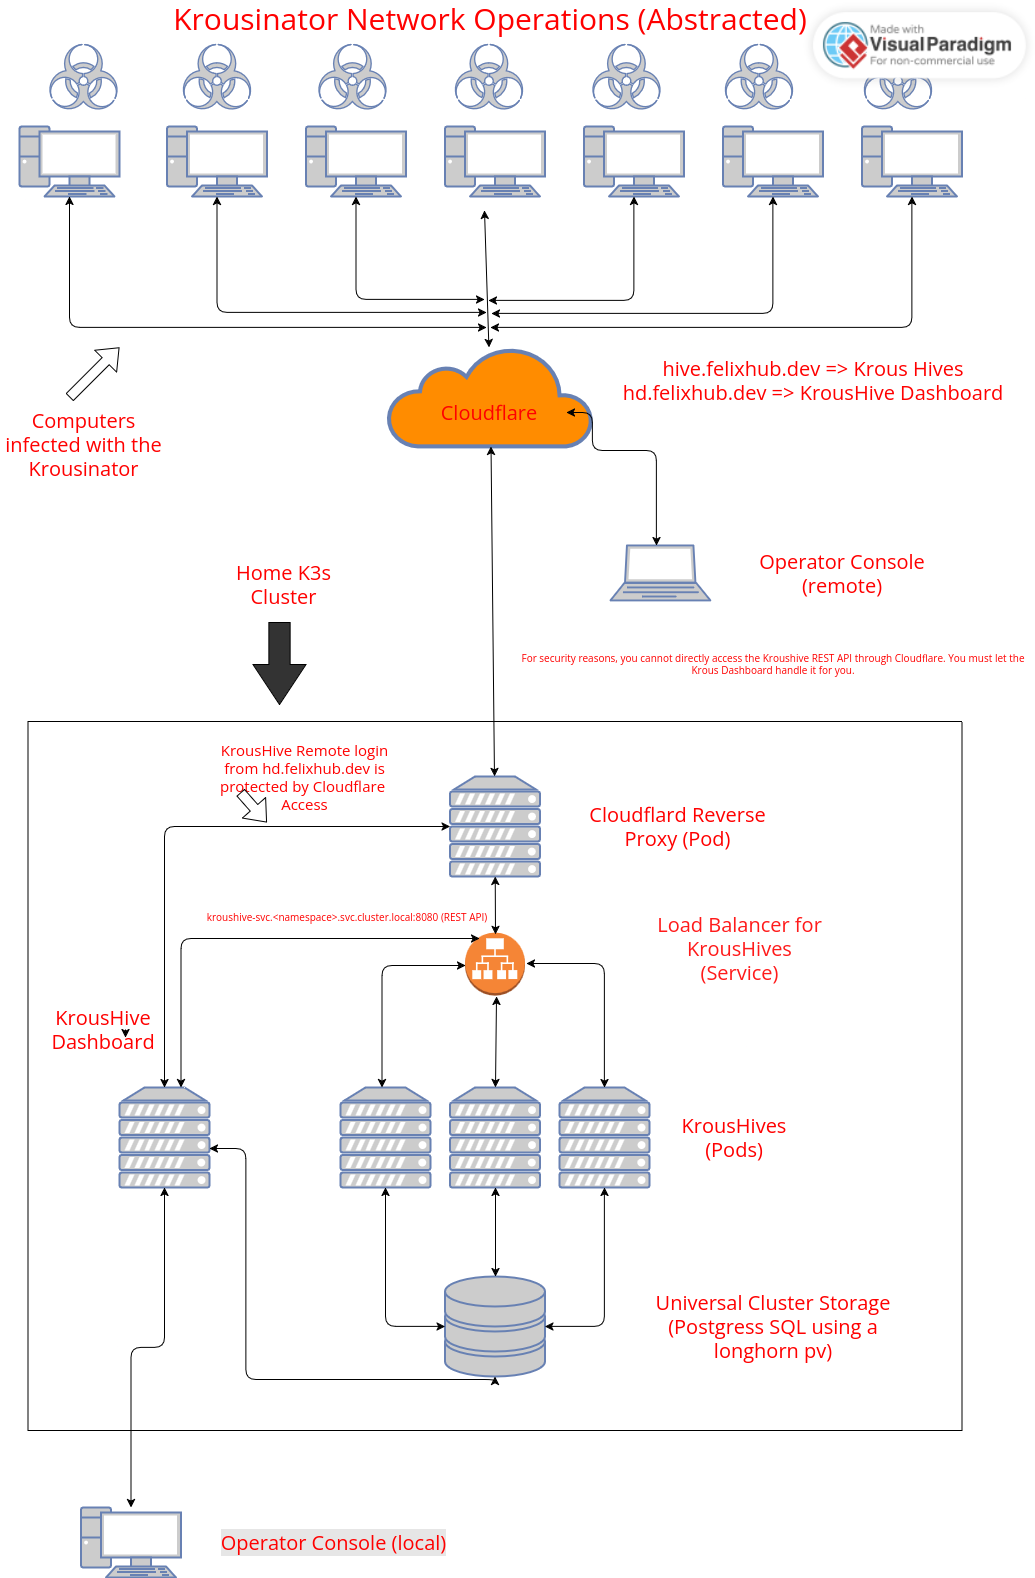 Krousinator Network Operations (Abstracted)
Made with
VisualParadigm
For non-commercial use
Cloudflare
hive.felixhub.dev => Krous Hives
hd.felixhub.dev => KrousHive Dashboard
Computers
infected with the
Krousinator
Operator Console
(remote)
Home K3s
Cluster
For security reasons, you cannot directly access the Kroushive REST API through Cloudflare. You must let the
Krous Dashboard handle it for you.
KrousHive Remote login
from hd.felixhub.dev is
protected by Cloudflare
Access
Cloudflard Reverse
Proxy (Pod)
kroushive-svc.<namespace>.svc.cluster.local:8080 (REST API)
Load Balancer for
KrousHives
(Service)
KrousHive
Dashboard
KrousHives
(Pods)
Universal Cluster Storage
(Postgress SQL using a
longhorn pv)
Operator Console (local)